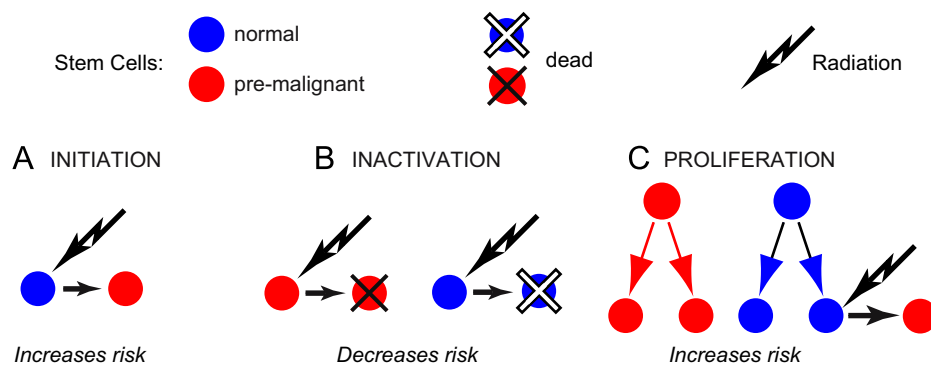 Stem Cells:
normal
pre-malignant
dead
Radiation
A INITIATION
B INACTIVATION
C PROLIFERATION
Increases risk
Decreases risk
Increases risk